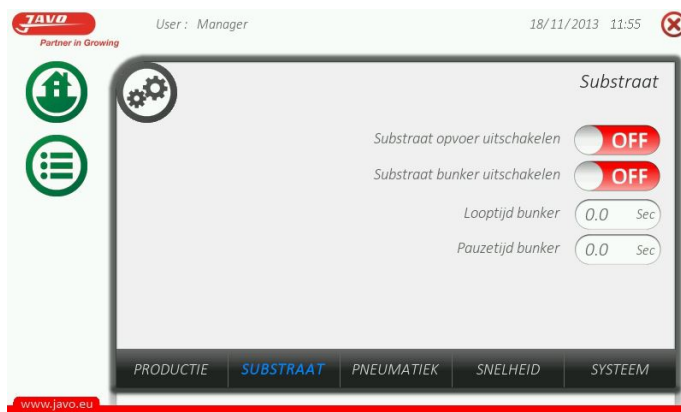 JAVO
Partner in Growing
User : Manager
18/11/2013 11:55
Substraat
Substraat opvoer uitschakelen OFF
Substraat bunker uitschakelen OFF
Looptijd bunker 0.0 Sec
Pauzetijd bunker 0.0 Sec
PRODUCTIE SUBSTRAAT PNEUMATIEK SNELHEID SYSTEEM
www.javo.eu